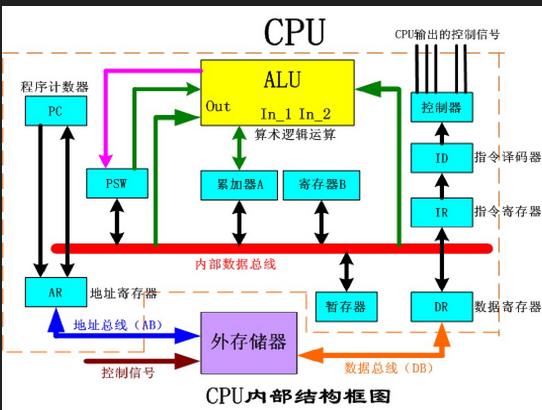 CPU
CPU输出的控制信号
程序计数器
PC
ALU
Out
In_1 In_2
算术逻辑运算
控制器
ID
指令译码器
PSW
累加器A
寄存器B
IR
指令寄存器
内部数据总线
AR
地址寄存器
暂存器
DR
数据寄存器
地址总线（AB）
外存储器
控制信号
数据总线（DB）
CPU内部结构框图